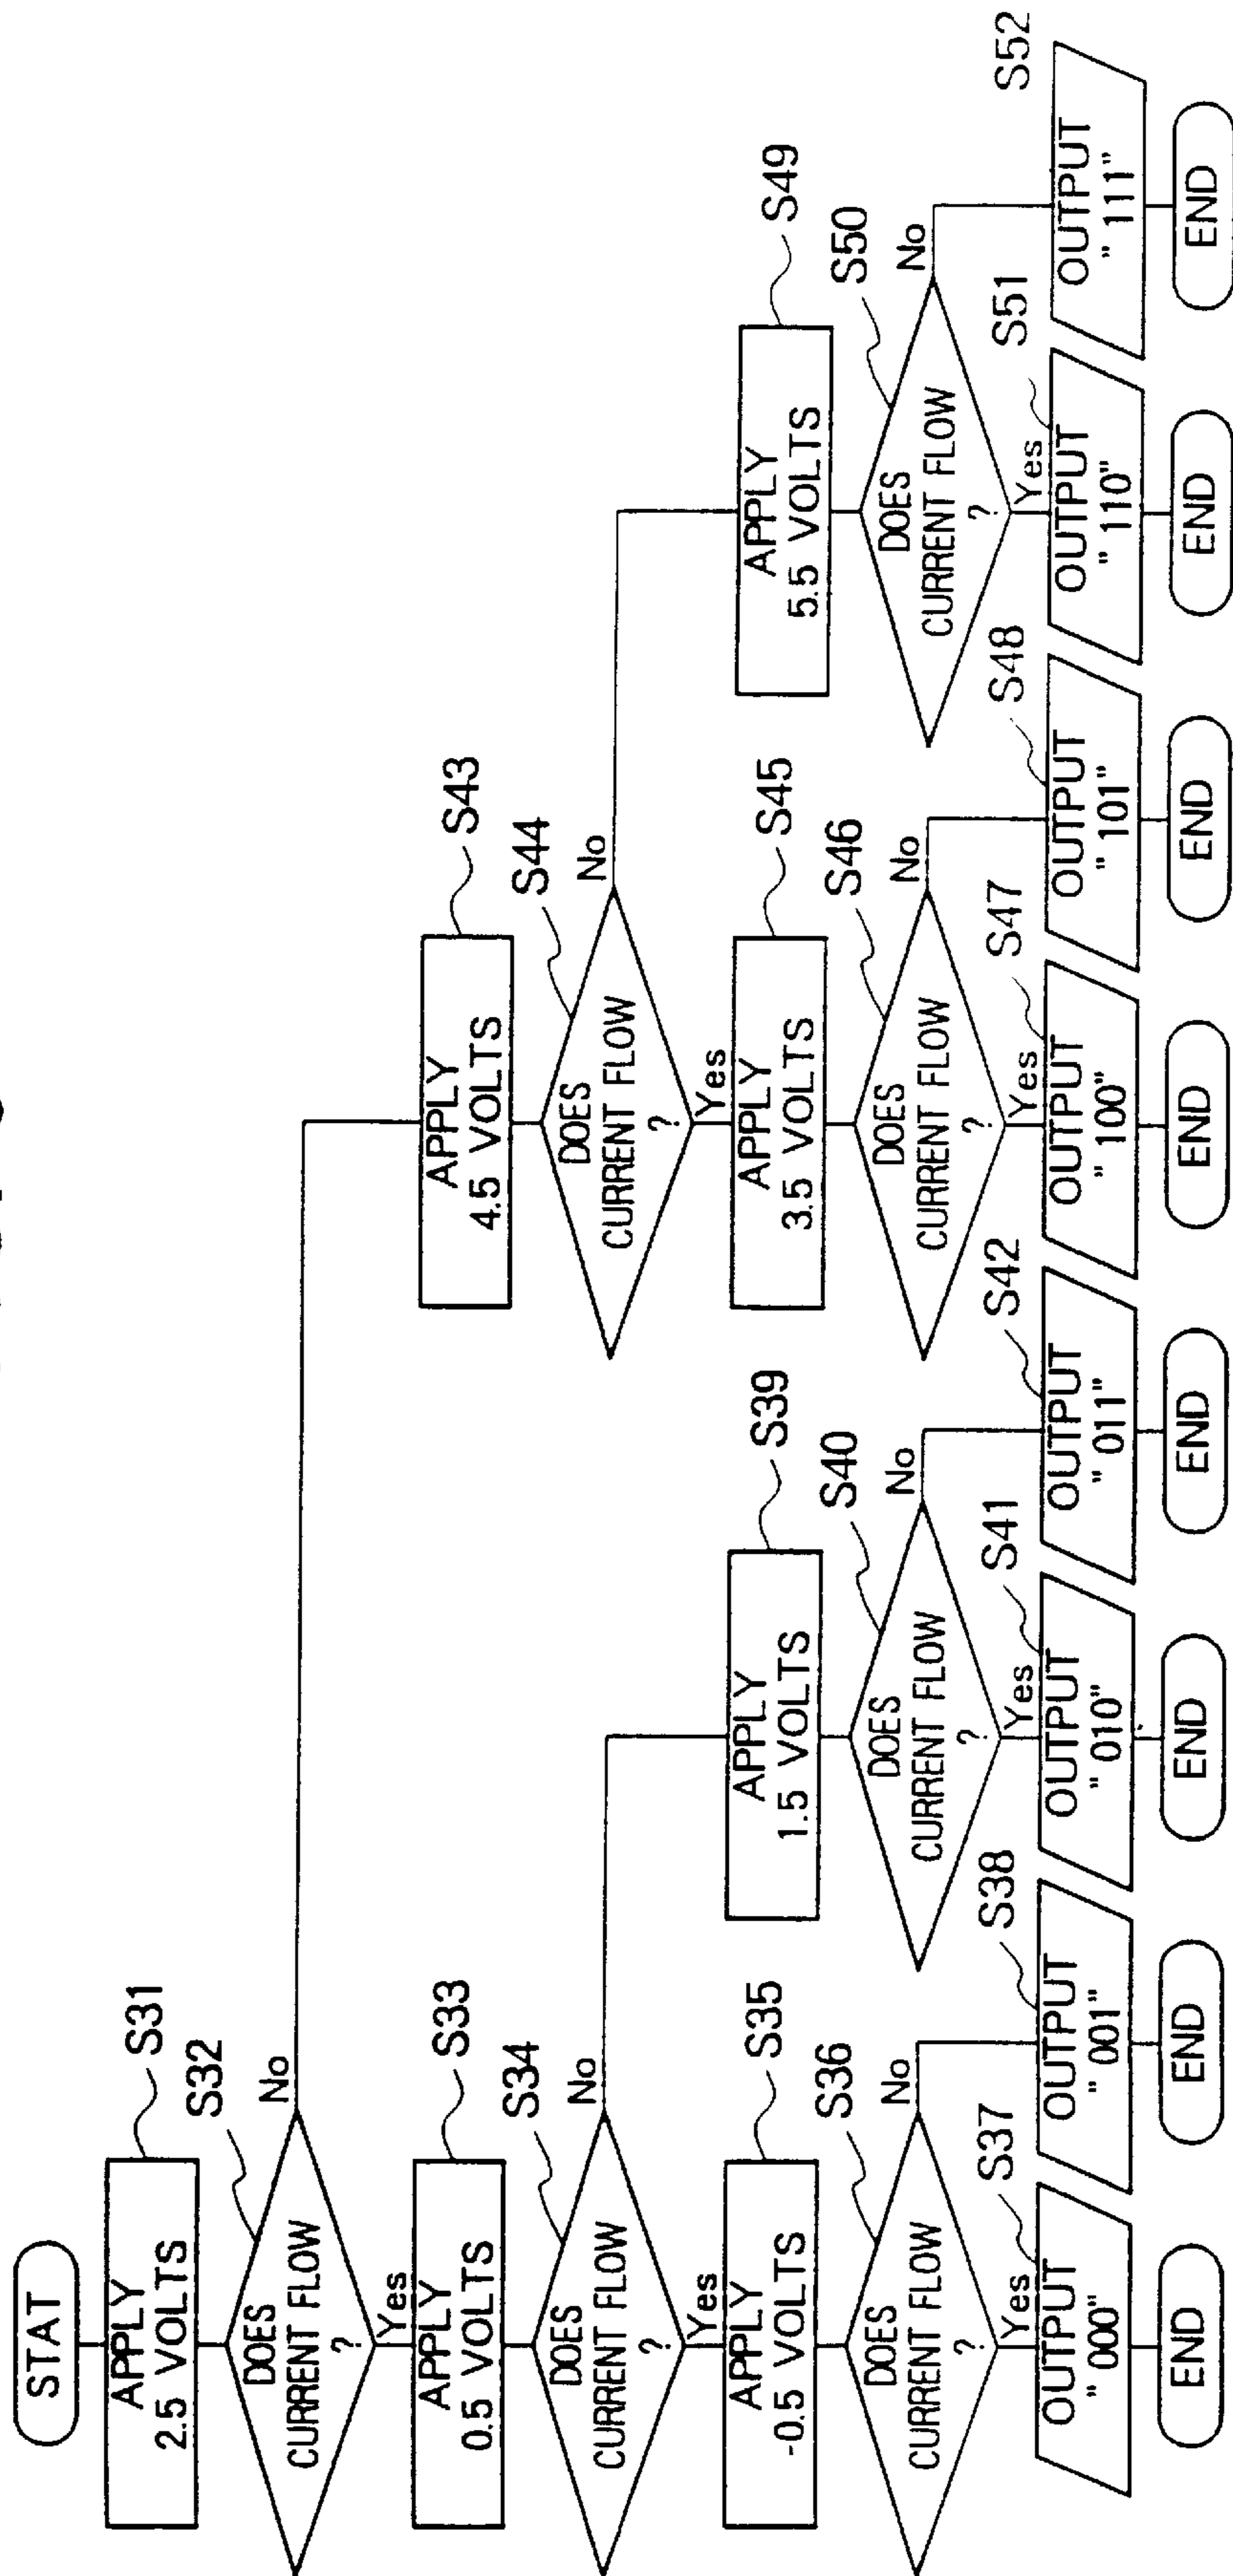 STAT
APPLY
2.5 VOLTS
S31
DOES
CURRENT FLOW
?
S32
No
Yes
APPLY
0.5 VOLTS
S33
APPLY
4.5 VOLTS
S43
DOES
CURRENT FLOW
?
S34
No
Yes
DOES
CURRENT FLOW
?
S44
No
Yes
APPLY
-0.5 VOLTS
S35
APPLY
1.5 VOLTS
S39
APPLY
3.5 VOLTS
S45
APPLY
5.5 VOLTS
S49
DOES
CURRENT FLOW
?
S36
No
Yes
DOES
CURRENT FLOW
?
S40
No
Yes
DOES
CURRENT FLOW
?
S46
No
Yes
DOES
CURRENT FLOW
?
S50
No
Yes
S37
OUTPUT
" 000"
S38
OUTPUT
" 001"
S41
OUTPUT
" 010"
S42
OUTPUT
" 011"
S47
OUTPUT
" 100"
S48
OUTPUT
" 101"
S51
OUTPUT
" 110"
S52
OUTPUT
" 111"
END
END
END
END
END
END
END
END